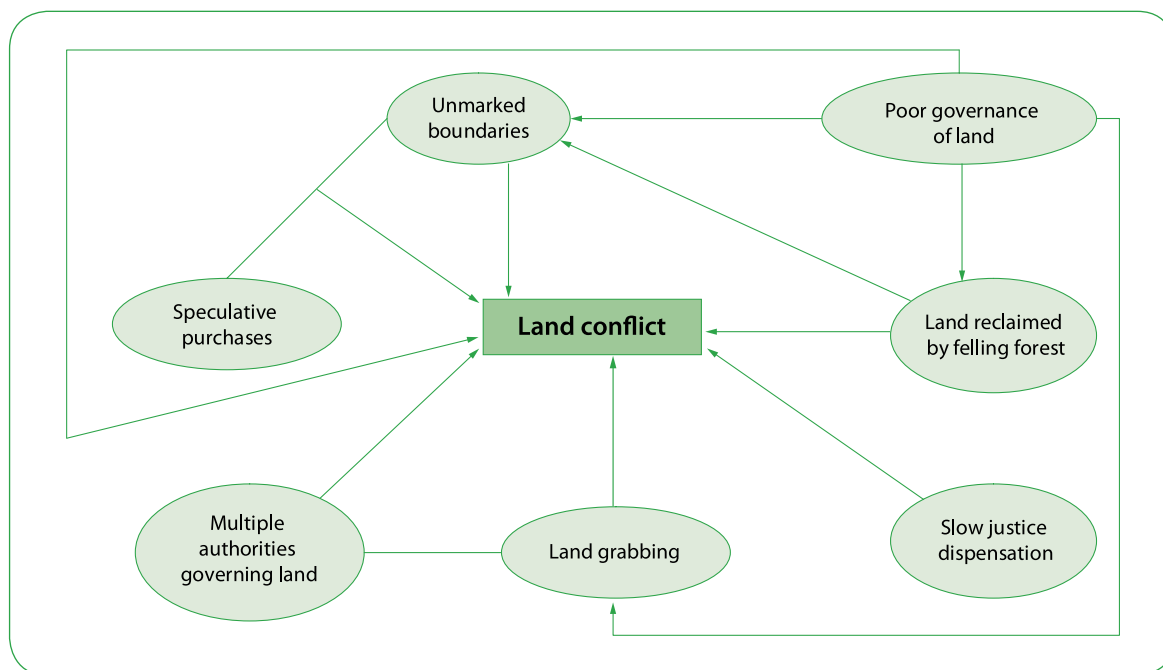 Unmarked
boundaries
Poor governance
of land
Speculative
purchases
Land conflict
Land reclaimed
by felling forest
Multiple
authorities
governing land
Land grabbing
Slow justice
dispensation